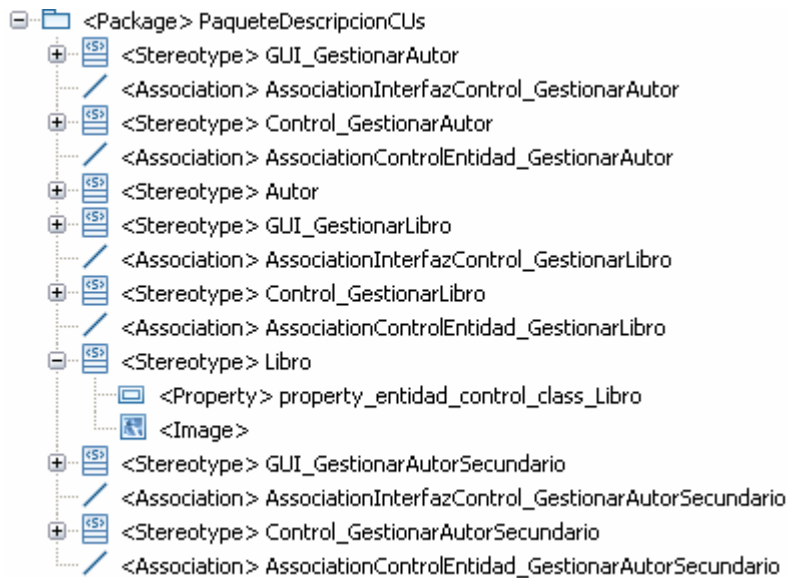 <Package> PaqueteDescripcionCUs
<Stereotype> GUI_GestionarAutor
<Association> AssociationInterfazControl_GestionarAutor
<Stereotype> Control_GestionarAutor
<Association> AssociationControlEntidad_GestionarAutor
<Stereotype> Autor
<Stereotype> GUI_GestionarLibro
<Association> AssociationInterfazControl_GestionarLibro
<Stereotype> Control_GestionarLibro
<Association> AssociationControlEntidad_GestionarLibro
<Stereotype> Libro
<Property> property_entidad_control_class_Libro
<Image>
<Stereotype> GUI_GestionarAutorSecundario
<Association> AssociationInterfazControl_GestionarAutorSecundario
<Stereotype> Control_GestionarAutorSecundario
<Association> AssociationControlEntidad_GestionarAutorSecundario